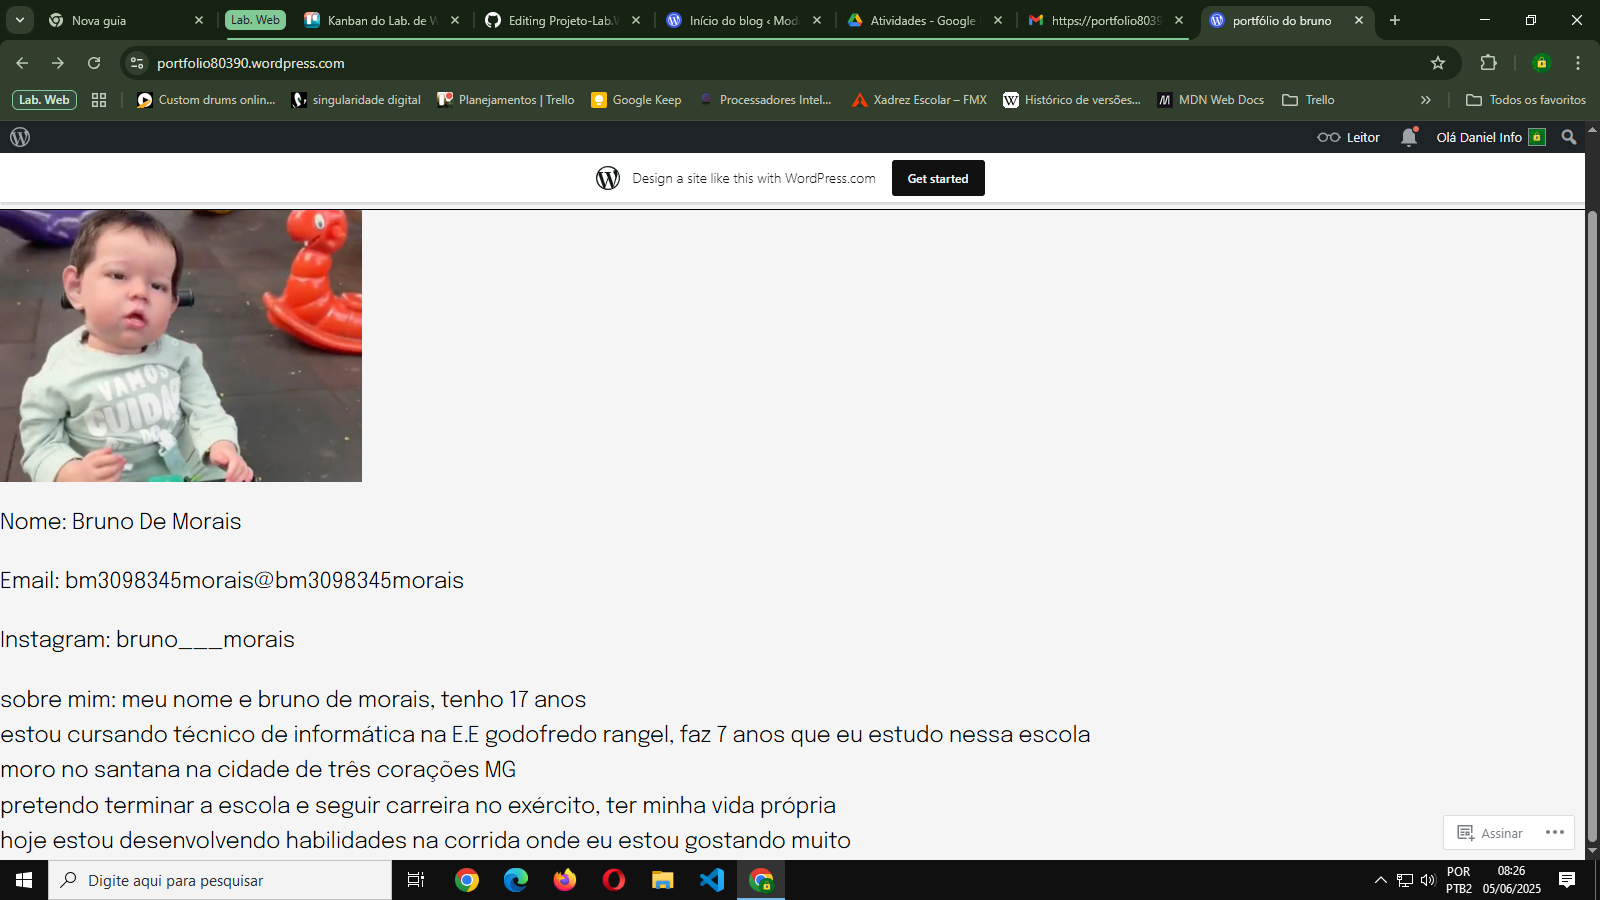 Nova guia
Lab. Web
Kanban do Lab. de W
Editing Projeto-Lab.W
Início do blog ‹ Mod
Atividades - Google
https://portfolio8039
portfólio do bruno
portfolio80390.wordpress.com
Lab. Web
Custom drums onlin...
singularidade digital
Planejamentos | Trello
Google Keep
Processadores Intel...
Xadrez Escolar – FMX
Histórico de versões...
MDN Web Docs
Trello
»
Todos os favoritos
Leitor
Olá Daniel Info
Design a site like this with WordPress.com
Get started
VAMOS
CUIDA
DO
Nome: Bruno De Morais
Email: bm3098345morais@bm3098345morais
Instagram: bruno___morais
sobre mim: meu nome e bruno de morais, tenho 17 anos
estou cursando técnico de informática na E.E godofredo rangel, faz 7 anos que eu estudo nessa escola
moro no santana na cidade de três corações MG
pretendo terminar a escola e seguir carreira no exército, ter minha vida própria
hoje estou desenvolvendo habilidades na corrida onde eu estou gostando muito
Assinar
Digite aqui para pesquisar
POR
PTB2
08:26
05/06/2025